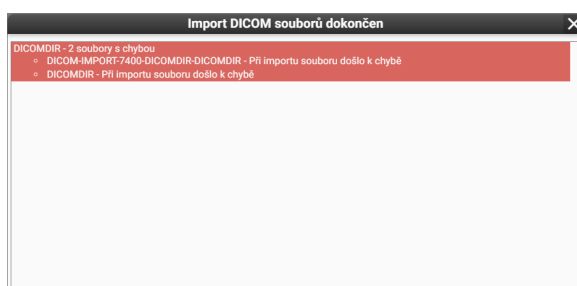 Import DICOM souborů dokončen
DICOMDIR - 2 soubory s chybou
DICOM-IMPORT-7400-DICOMDIR-DICOMDIR - Při importu souboru došlo k chybě
DICOMDIR - Při importu souboru došlo k chybě